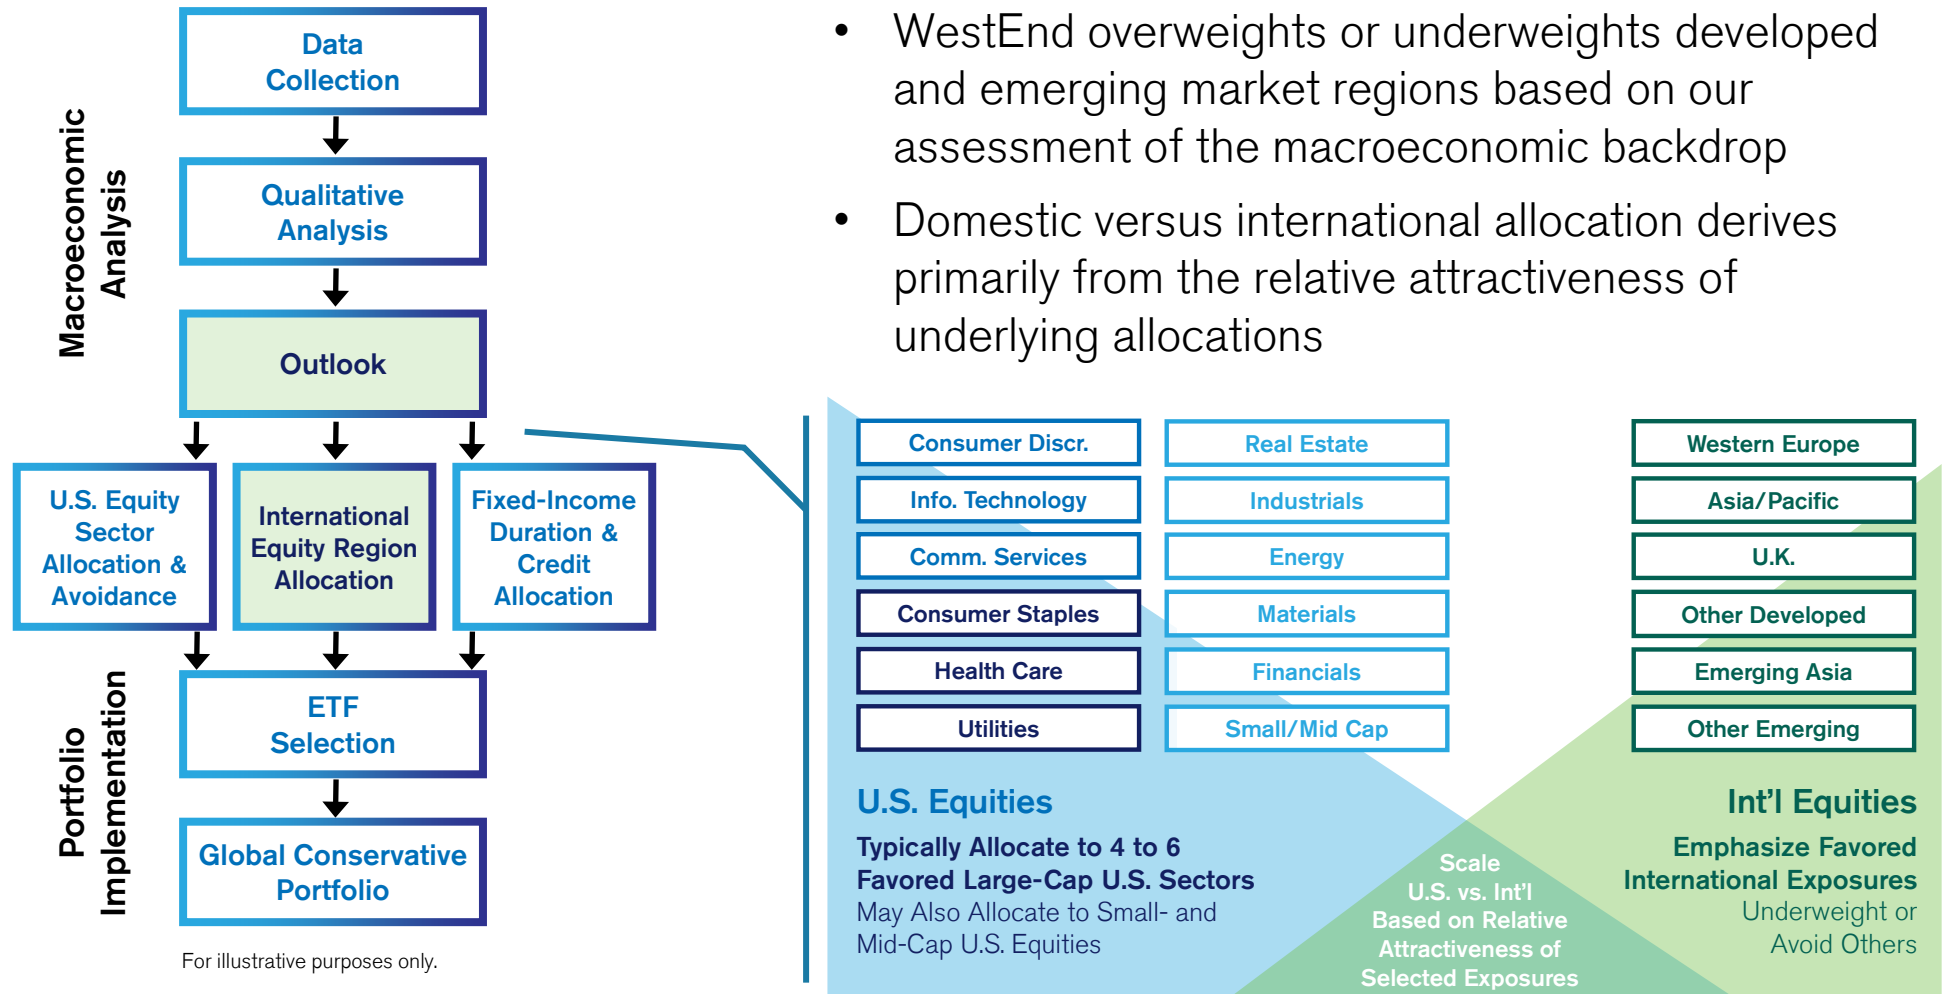 Macroeconomic
Analysis
Data
Collection
Qualitative
Analysis
Outlook
U.S. Equity
Sector
Allocation &
Avoidance
International
Equity Region
Allocation
Fixed-Income
Duration &
Credit
Allocation
Portfolio
Implementation
ETF
Selection
Global Conservative
Portfolio
For illustrative purposes only.
• WestEnd overweights or underweights developed
and emerging market regions based on our
assessment of the macroeconomic backdrop
• Domestic versus international allocation derives
primarily from the relative attractiveness of
underlying allocations
Consumer Discr.
Info. Technology
Comm. Services
Consumer Staples
Health Care
Utilities
Real Estate
Industrials
Energy
Materials
Financials
Small/Mid Cap
Western Europe
Asia/Pacific
U.K.
Other Developed
Emerging Asia
Other Emerging
U.S. Equities
Typically Allocate to 4 to 6
Favored Large-Cap U.S. Sectors
May Also Allocate to Small- and
Mid-Cap U.S. Equities
Scale
U.S. vs. Int'l
Based on Relative
Attractiveness of
Selected Exposures
Int'l Equities
Emphasize Favored
International Exposures
Underweight or
Avoid Others